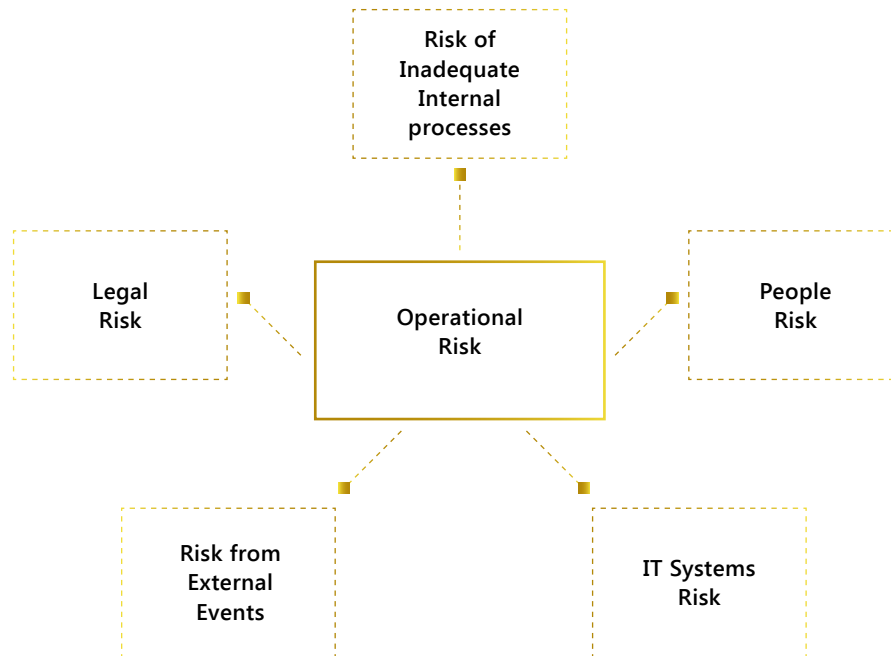 Risk of
Inadequate
Internal
processes
Legal
Risk
Operational
Risk
People
Risk
Risk from
External
Events
IT Systems
Risk